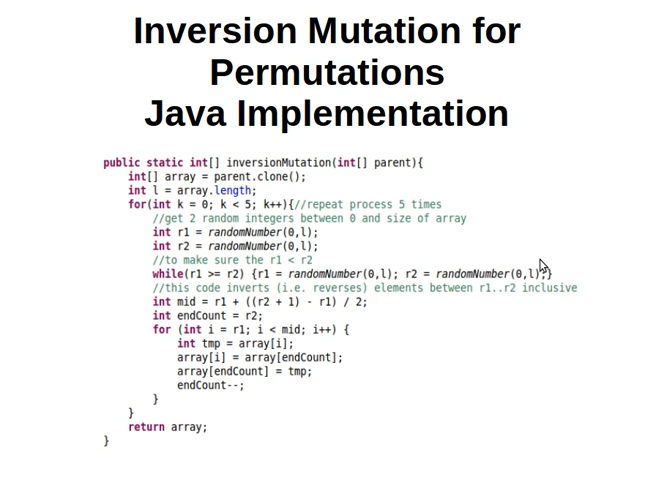 Inversion Mutation for
Permutations
Java Implementation
public static int[] inversionMutation(int[] parent){
int[] array = parent.clone();
int l = array.length;
for(int k = 0; k < 5; k++){//repeat process 5 times
//get 2 random integers between 0 and size of array
int r1 = randomNumber(0,l);
int r2 = randomNumber(0,l);
//to make sure the r1 < r2
while(r1 >= r2) {r1 = randomNumber(0,l); r2 = randomNumber(0,l);}
//this code inverts (i.e. reverses) elements between r1..r2 inclusive
int mid = r1 + ((r2 + 1) - r1) / 2;
int endCount = r2;
for (int i = r1; i < mid; i++) {
int tmp = array[i];
array[i] = array[endCount];
array[endCount] = tmp;
endCount--;
}
}
return array;
}